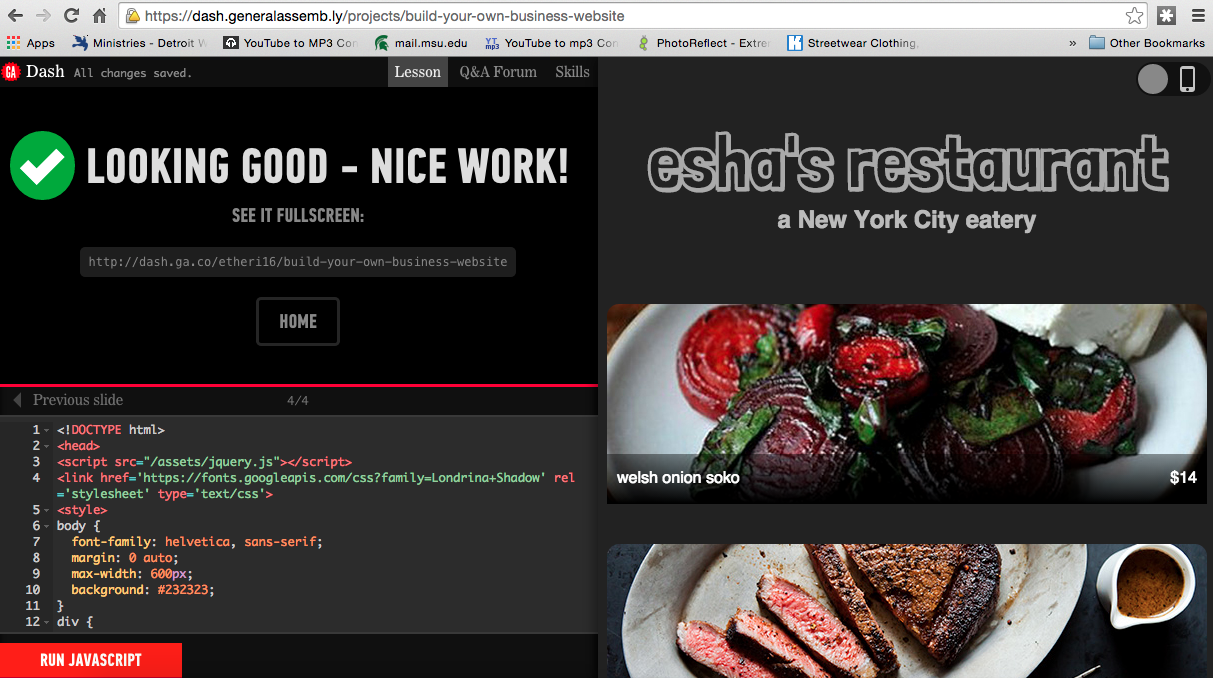 https://dash.generalassemb.ly/projects/build-your-own-business-website
Apps Ministries - Detroit YouTube to MP3 Con mail.msu.edu YT mp3 YouTube to mp3 Con PhotoReflect - Extre Streetwear Clothing, » Other Bookmarks
GA Dash All changes saved. Lesson Q&A Forum Skills
LOOKING GOOD - NICE WORK!
SEE IT FULLSCREEN:
http://dash.ga.co/etheri16/build-your-own-business-website
HOME
Previous slide 4/4
1 <!DOCTYPE html>
2 <head>
3 <script src="/assets/jquery.js"></script>
4 <link href='https://fonts.googleapis.com/css?family=Londrina+Shadow' rel
='stylesheet' type='text/css'>
5 <style>
6 body {
7 font-family: helvetica, sans-serif;
8 margin: 0 auto;
9 max-width: 600px;
10 background: #232323;
11 }
12 div {
RUN JAVASCRIPT
esha's restaurant
a New York City eatery
welsh onion soko $14